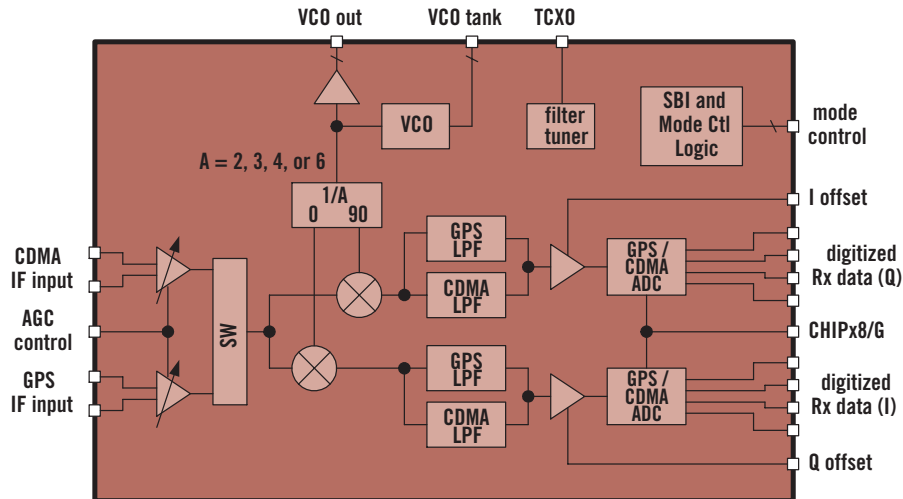 VCO out
VCO tank
TCXO
VCO
filter
tuner
SBI and
Mode Ctl
Logic
mode
control
A = 2, 3, 4, or 6
1/A
0 90
I offset
CDMA
IF input
AGC
control
GPS
IF input
SW
GPS
LPF
CDMA
LPF
GPS /
CDMA
ADC
digitized
Rx data (Q)
CHIPx8/G
GPS
LPF
CDMA
LPF
GPS /
CDMA
ADC
digitized
Rx data (I)
Q offset